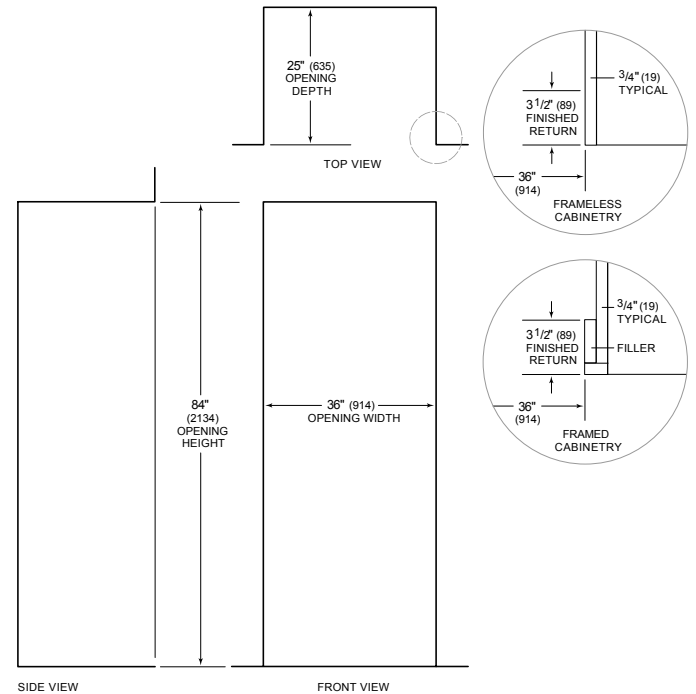 25" (635)
OPENING
DEPTH
TOP VIEW
3/4" (19)
TYPICAL
3 1/2" (89)
FINISHED
RETURN
36"
(914)
FRAMELESS
CABINETRY
3/4" (19)
TYPICAL
3 1/2" (89)
FINISHED
RETURN
FILLER
36"
(914)
FRAMED
CABINETRY
84"
(2134)
OPENING
HEIGHT
36" (914)
OPENING WIDTH
SIDE VIEW
FRONT VIEW